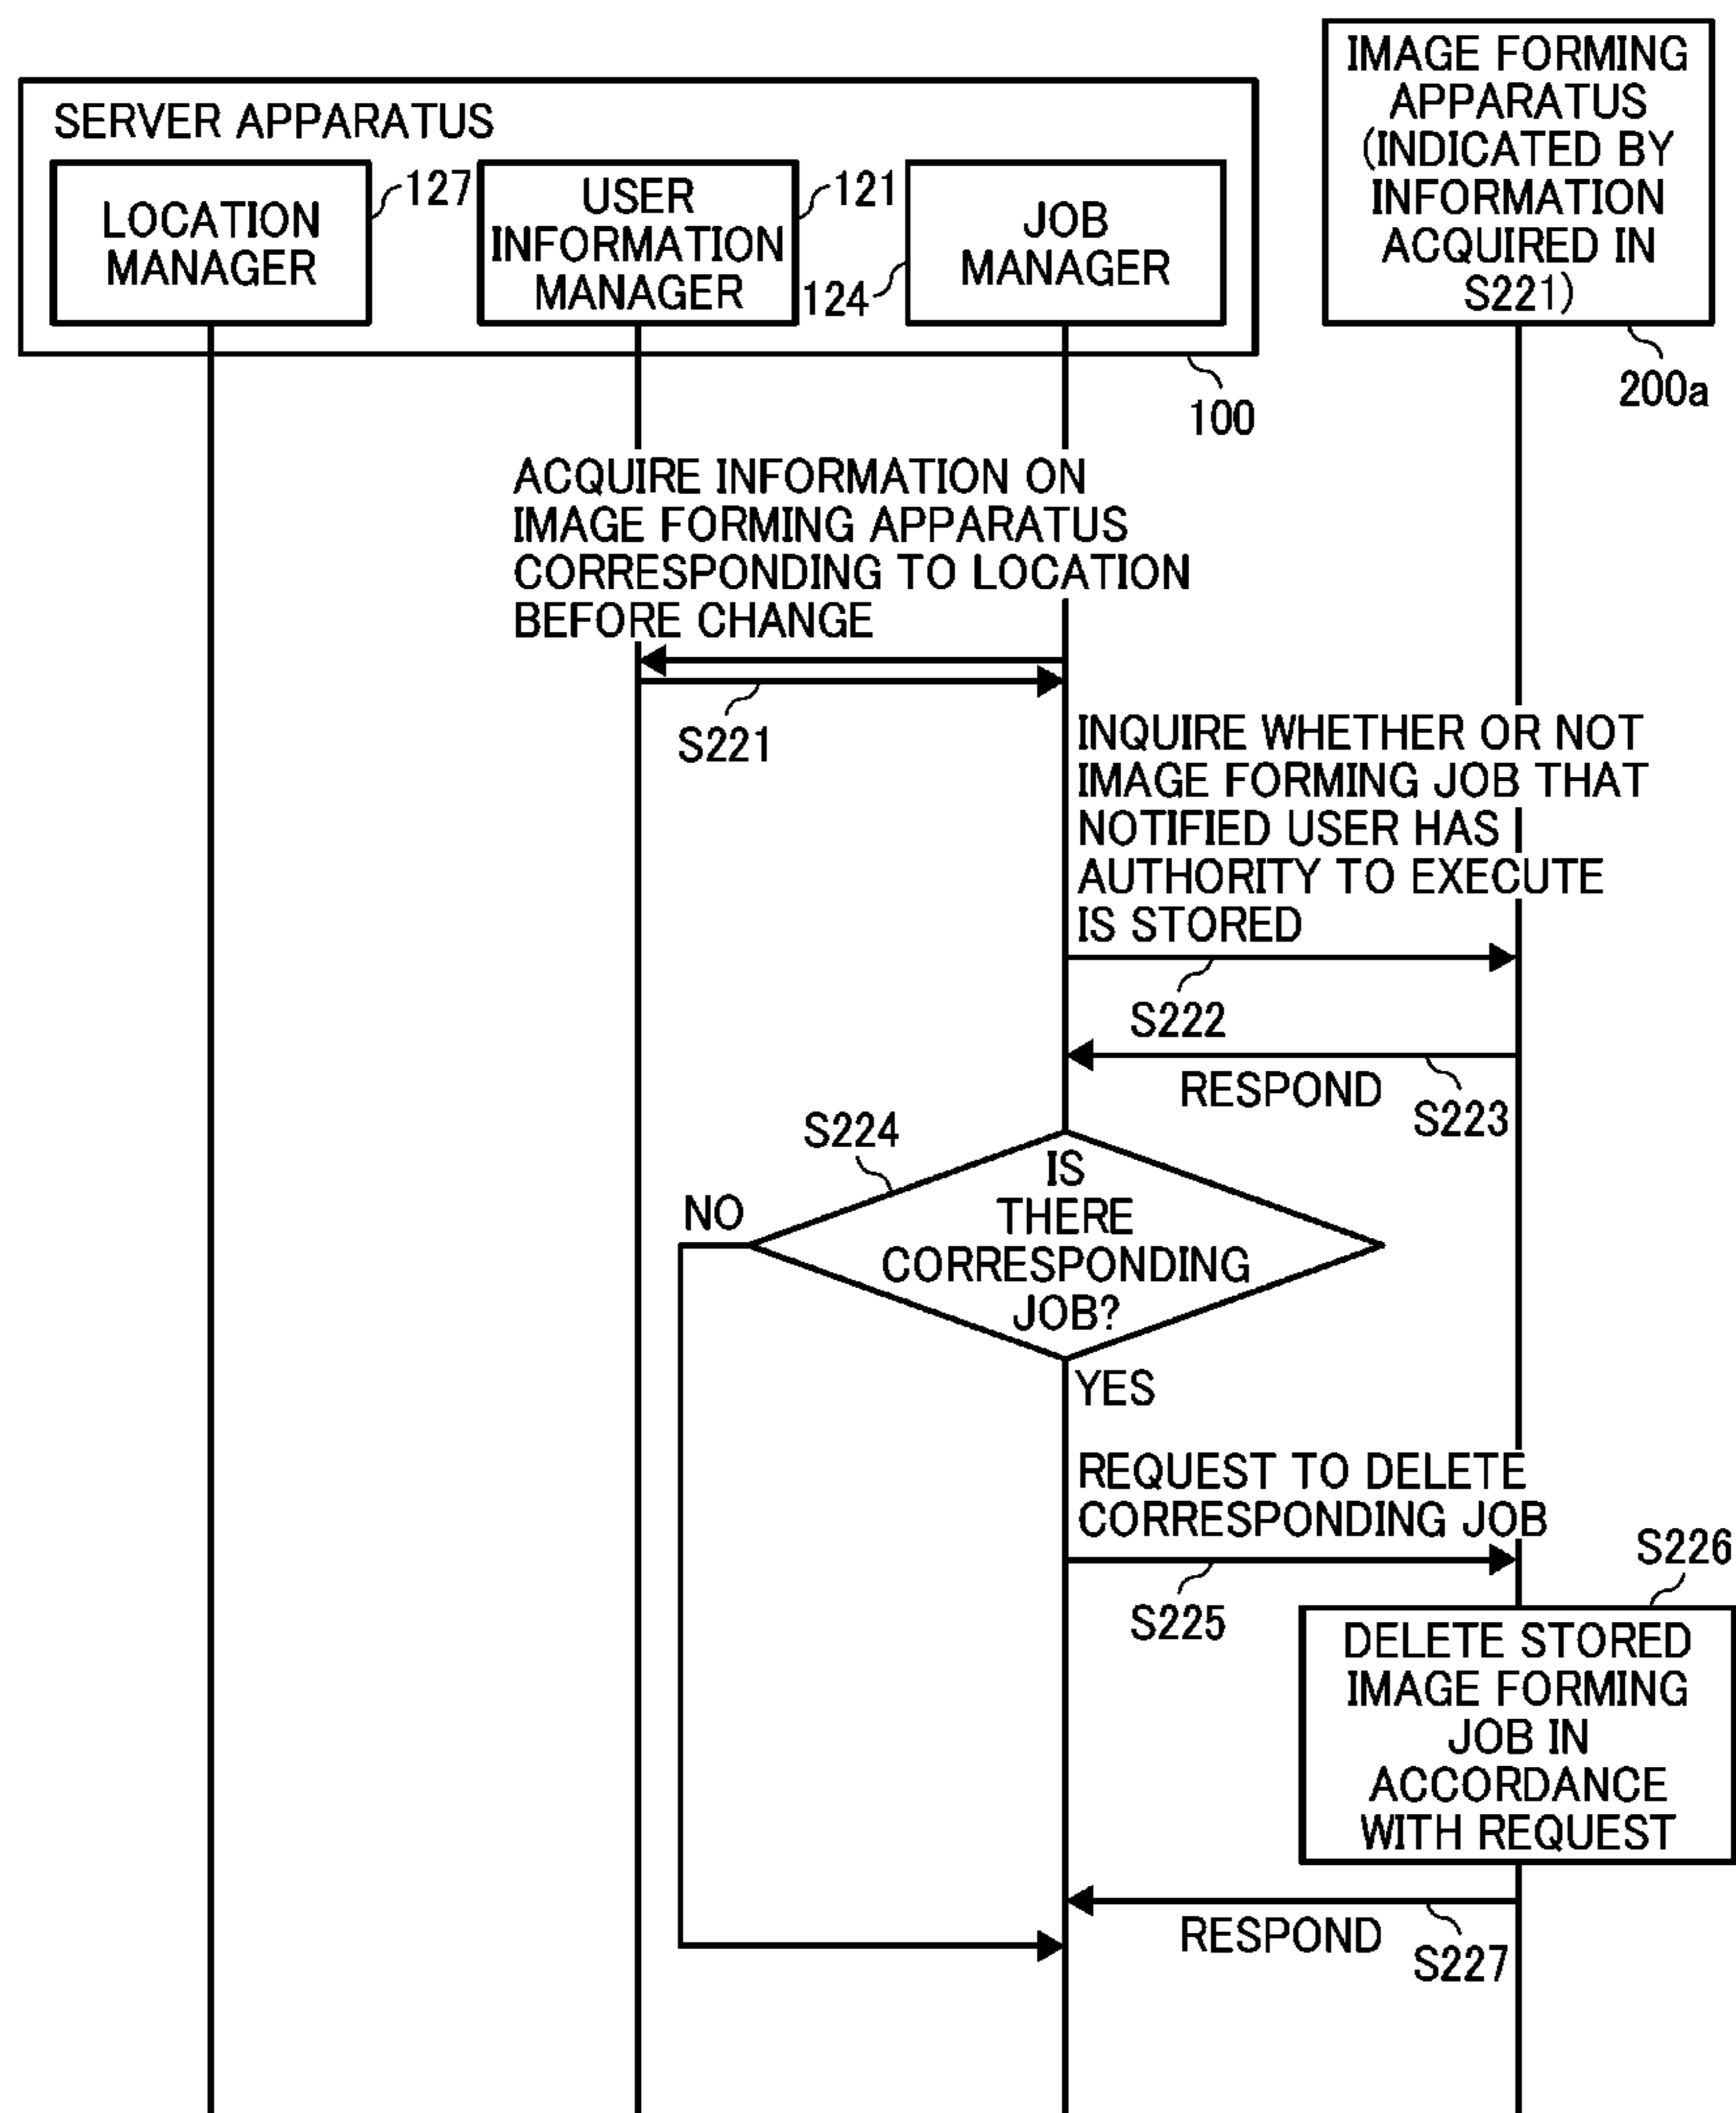 SERVER APPARATUS
LOCATION
MANAGER
127
USER
INFORMATION
MANAGER
121
JOB
MANAGER
124
100
IMAGE FORMING
APPARATUS
(INDICATED BY
INFORMATION
ACQUIRED IN
S221)
200a
ACQUIRE INFORMATION ON
IMAGE FORMING APPARATUS
CORRESPONDING TO LOCATION
BEFORE CHANGE
S221
INQUIRE WHETHER OR NOT
IMAGE FORMING JOB THAT
NOTIFIED USER HAS
AUTHORITY TO EXECUTE
IS STORED
S222
RESPOND
S223
S224
IS
THERE
CORRESPONDING
JOB?
NO
YES
REQUEST TO DELETE
CORRESPONDING JOB
S225
S226
DELETE STORED
IMAGE FORMING
JOB IN
ACCORDANCE
WITH REQUEST
RESPOND
S227